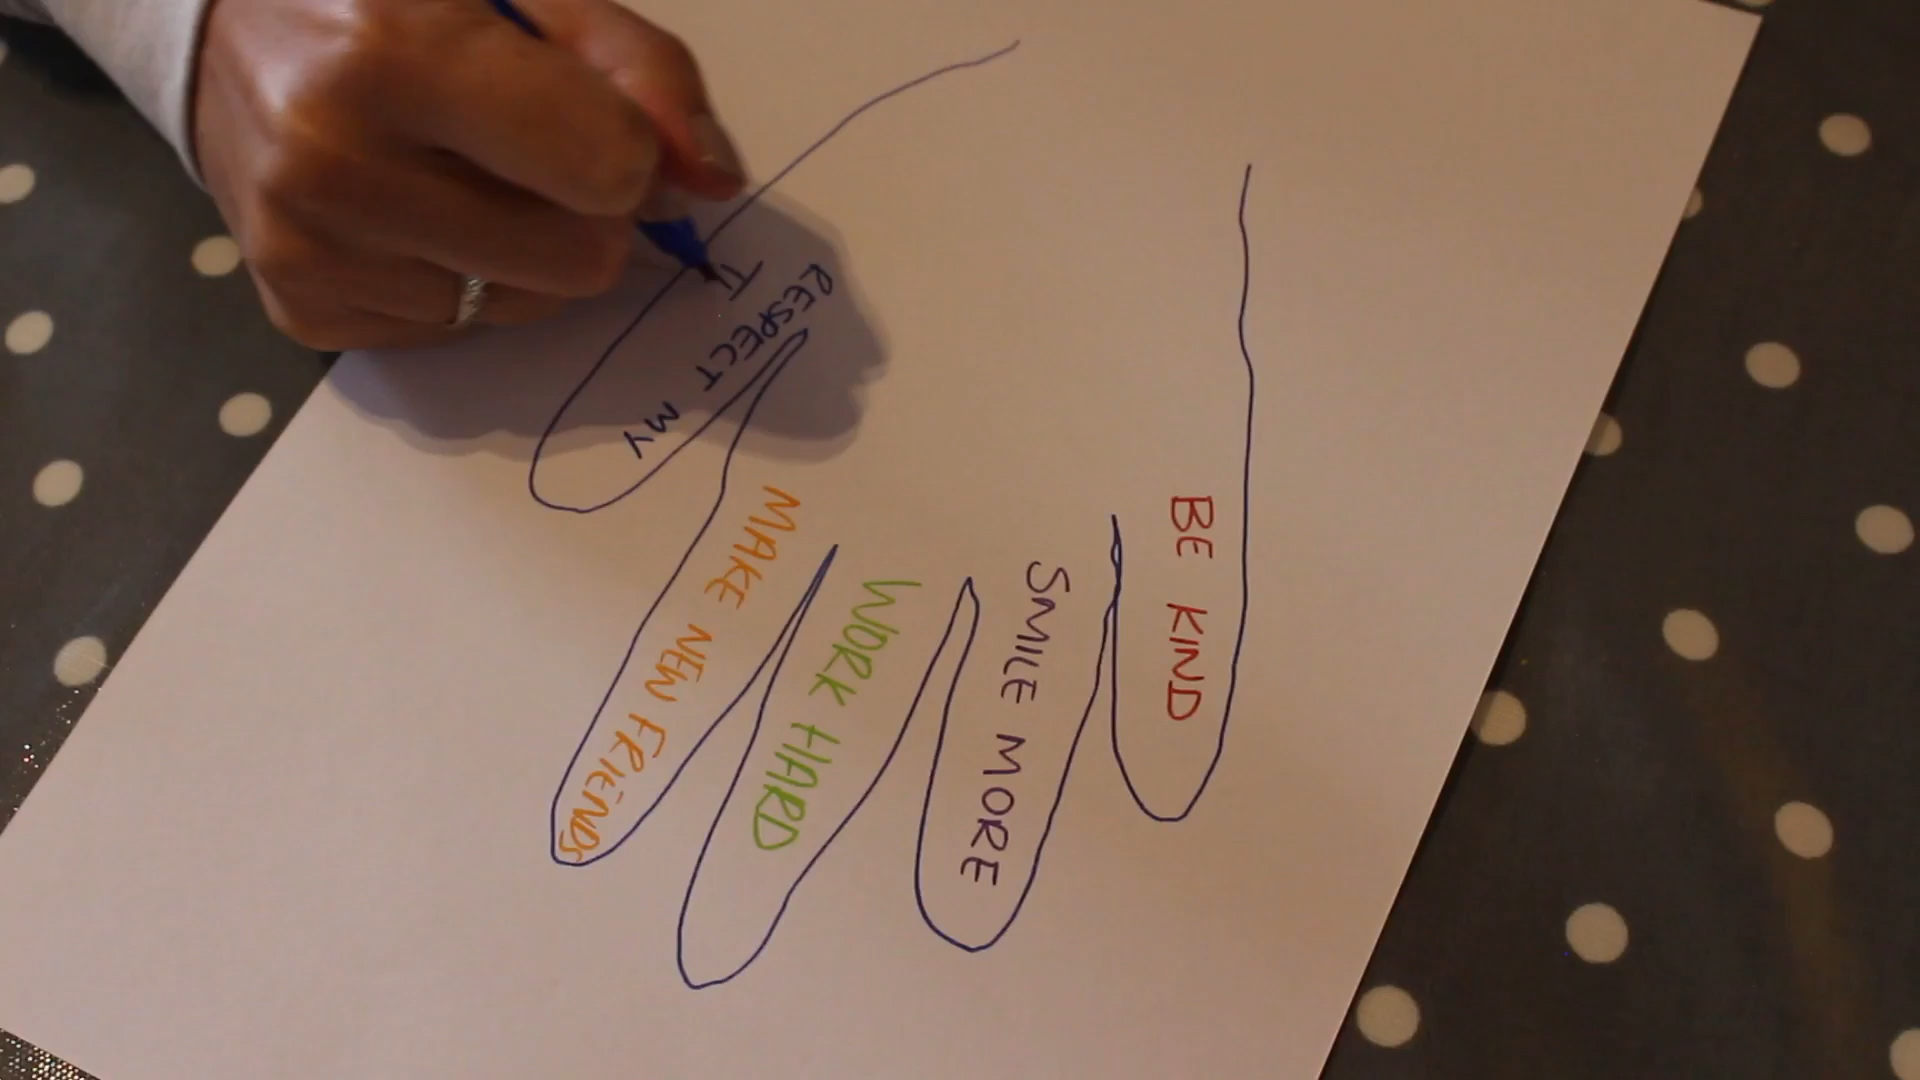 BE KIND
SMILE MORE
WORK HARD
MAKE NEW FRIENDS
RESPECT MY